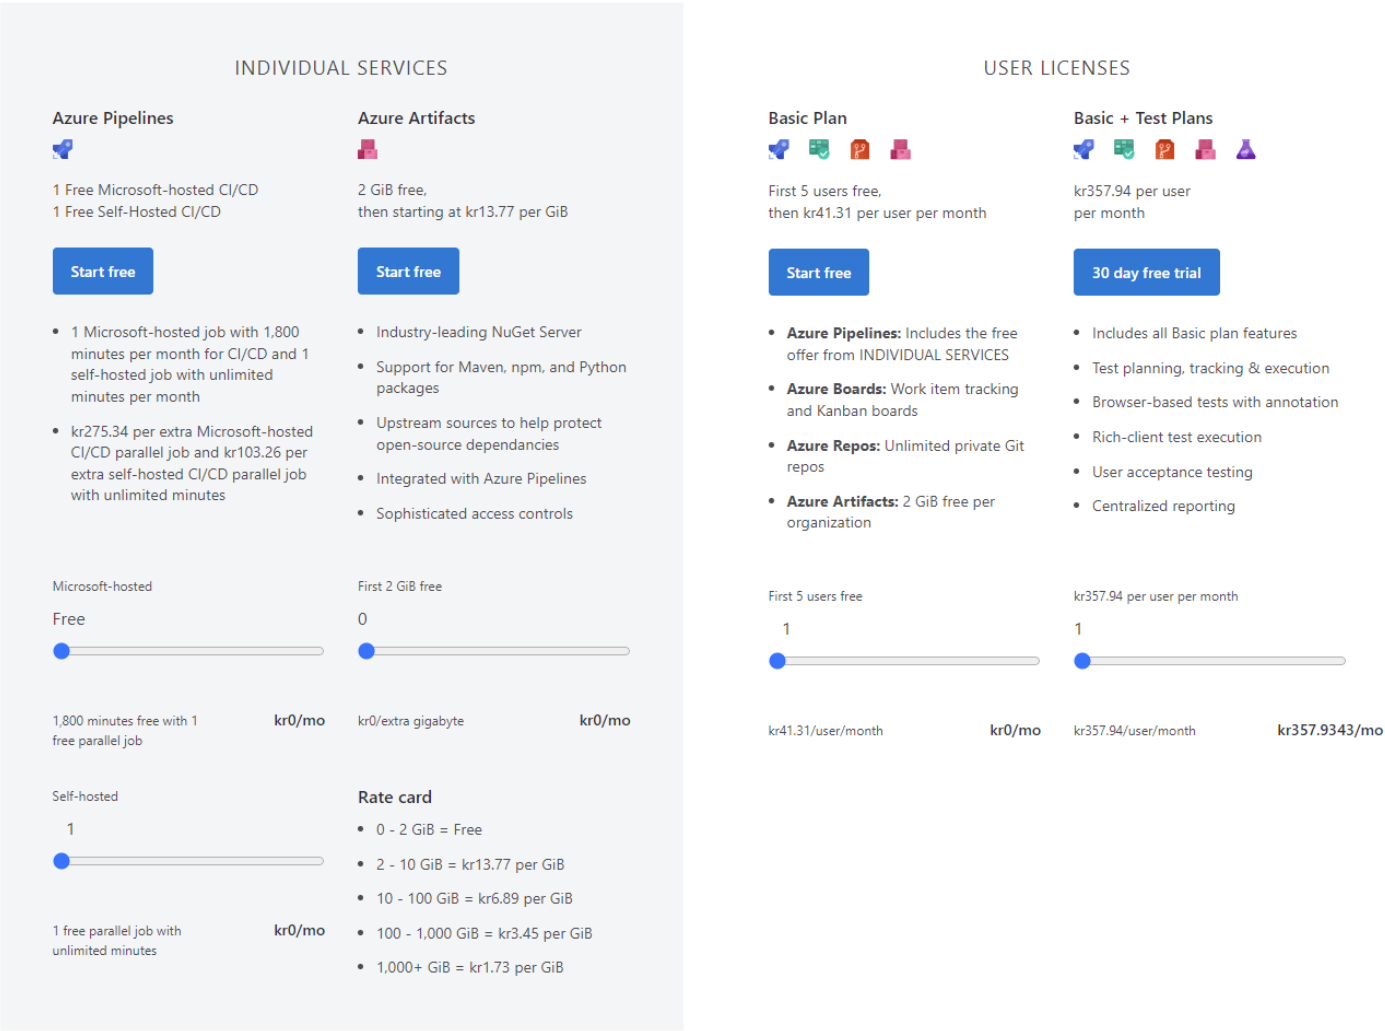 INDIVIDUAL SERVICES
Azure Pipelines
1 Free Microsoft-hosted CI/CD
1 Free Self-Hosted CI/CD
Start free
1 Microsoft-hosted job with 1,800
minutes per month for CI/CD and 1
self-hosted job with unlimited
minutes per month
kr275.34 per extra Microsoft-hosted
CI/CD parallel job and kr103.26 per
extra self-hosted CI/CD parallel job
with unlimited minutes
Microsoft-hosted
Free
1,800 minutes free with 1
free parallel job
kr0/mo
Self-hosted
1
1 free parallel job with
unlimited minutes
kr0/mo
Azure Artifacts
2 GiB free,
then starting at kr13.77 per GiB
Start free
Industry-leading NuGet Server
Support for Maven, npm, and Python
packages
Upstream sources to help protect
open-source dependancies
Integrated with Azure Pipelines
Sophisticated access controls
First 2 GiB free
0
kr0/extra gigabyte
kr0/mo
Rate card
0 - 2 GiB = Free
2 - 10 GiB = kr13.77 per GiB
10 - 100 GiB = kr6.89 per GiB
100 - 1,000 GiB = kr3.45 per GiB
1,000+ GiB = kr1.73 per GiB
USER LICENSES
Basic Plan
First 5 users free,
then kr41.31 per user per month
Start free
Azure Pipelines: Includes the free
offer from INDIVIDUAL SERVICES
Azure Boards: Work item tracking
and Kanban boards
Azure Repos: Unlimited private Git
repos
Azure Artifacts: 2 GiB free per
organization
First 5 users free
1
kr41.31/user/month
kr0/mo
Basic + Test Plans
kr357.94 per user
per month
30 day free trial
Includes all Basic plan features
Test planning, tracking & execution
Browser-based tests with annotation
Rich-client test execution
User acceptance testing
Centralized reporting
kr357.94 per user per month
1
kr357.94/user/month
kr357.9343/mo